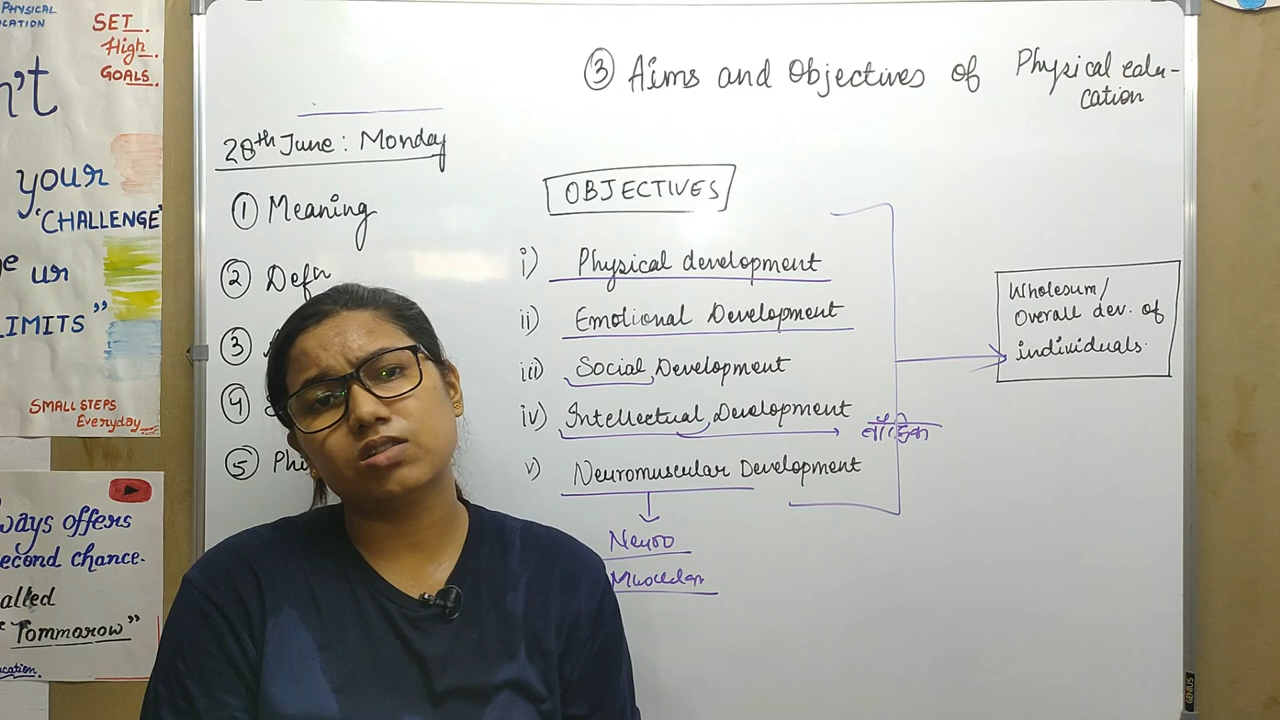 PHYSICAL
SET
High
GOALS.
n't
your
'CHALLENGE'
ur
LIMITS”
SMALL STEPS
Everyday
ways offers
second chance.
alled
“Tommarow”
③ Aims and Objectives of Physical edu-
cation
28th June: Monday
① Meaning
② Defn
③
④
⑤ Phi
OBJECTIVES
i) Physical development
ii) Emotional Development
iii) Social Development
iv) Intellectual Development
v) Neuromuscular Development
Neuro
Muscular
Wholesum/
Overall dev. of
individuals.
GENIUS